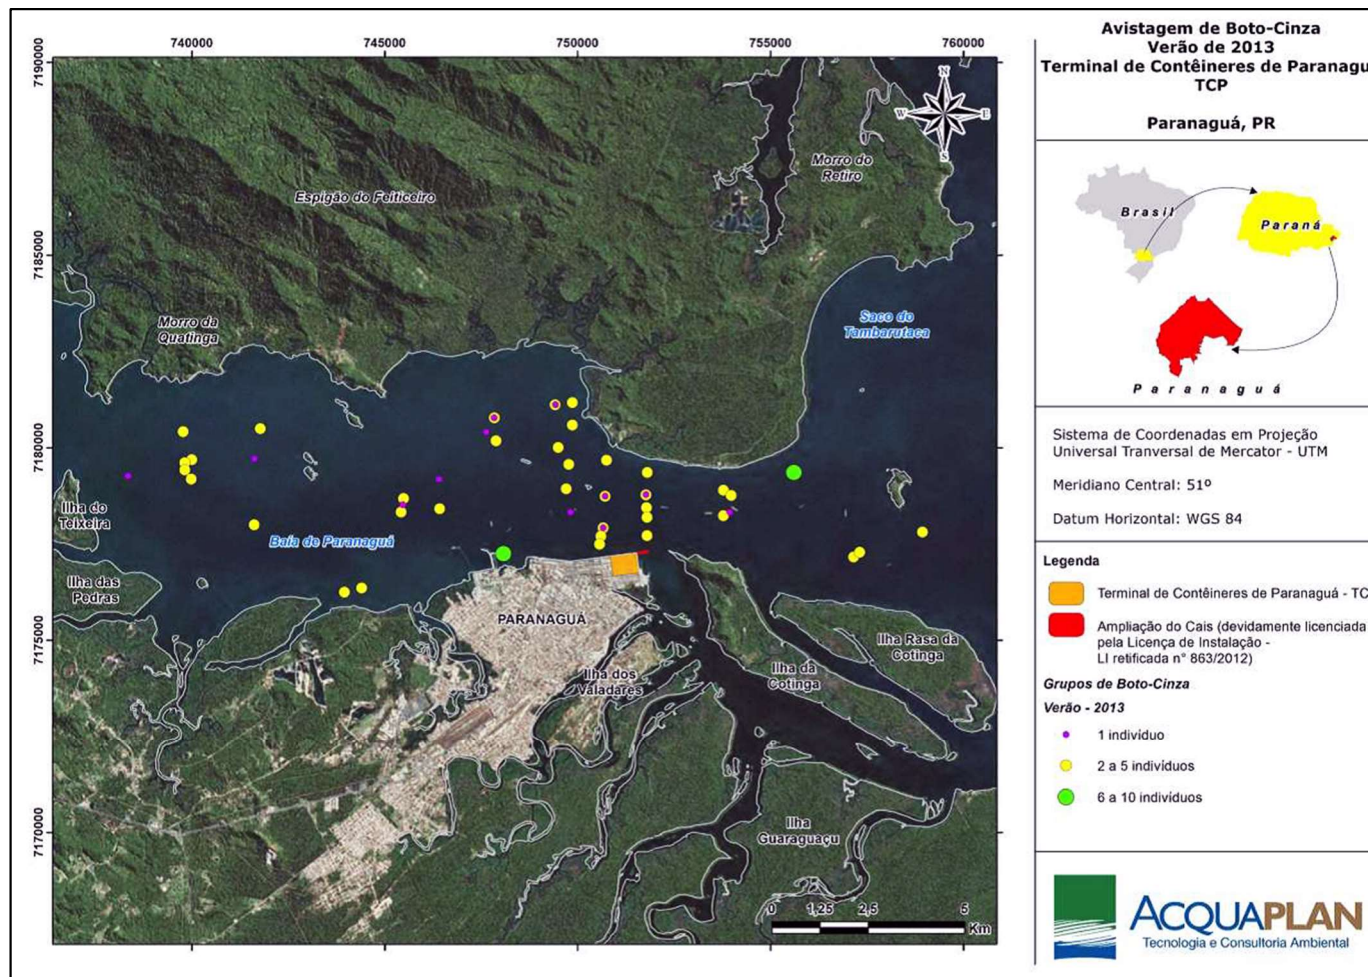 Avistagem de Boto-Cinza
Verão de 2013
Terminal de Contêineres de Paranagu
TCP
Paranaguá, PR
740000
745000
750000
755000
760000
7190000
7185000
7180000
7175000
7170000
N
W
E
S
Morro do
Retiro
Espigão do Feiticeiro
Morro da
Quatinga
Saco do
Tambarutaca
Ilha do
Teixeira
Baía de Paranaguá
Ilha das
Pedras
PARANAGUÁ
Ilha dos
Valadares
Ilha da
Cotinga
Ilha Rasa da
Cotinga
Ilha
Guaraguaçu
0 1,25 2,5 5
Km
Brasil
Paraná
Paranaguá
Sistema de Coordenadas em Projeção
Universal Tranversal de Mercator - UTM
Meridiano Central: 51º
Datum Horizontal: WGS 84
Legenda
Terminal de Contêineres de Paranaguá - TC
Ampliação do Cais (devidamente licenciada
pela Licença de Instalação -
LI retificada n° 863/2012)
Grupos de Boto-Cinza
Verão - 2013
1 indivíduo
2 a 5 indivíduos
6 a 10 indivíduos
ACQUAPLAN
Tecnologia e Consultoria Ambiental